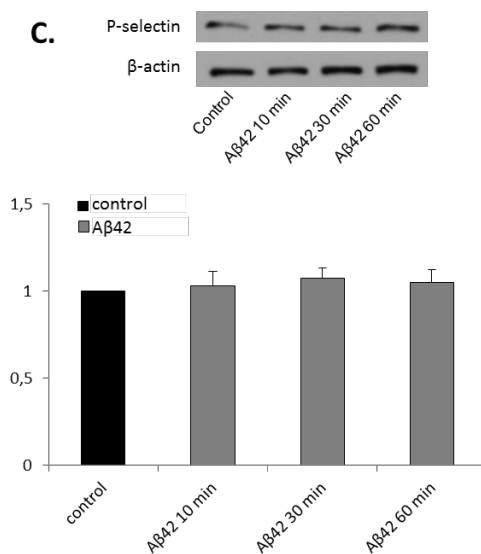 C.
P-selectin
β-actin
Control
Aβ42 10 min
Aβ42 30 min
Aβ42 60 min
1,5
control
Aβ42
1
0,5
0
control
Aβ42 10 min
Aβ42 30 min
Aβ42 60 min